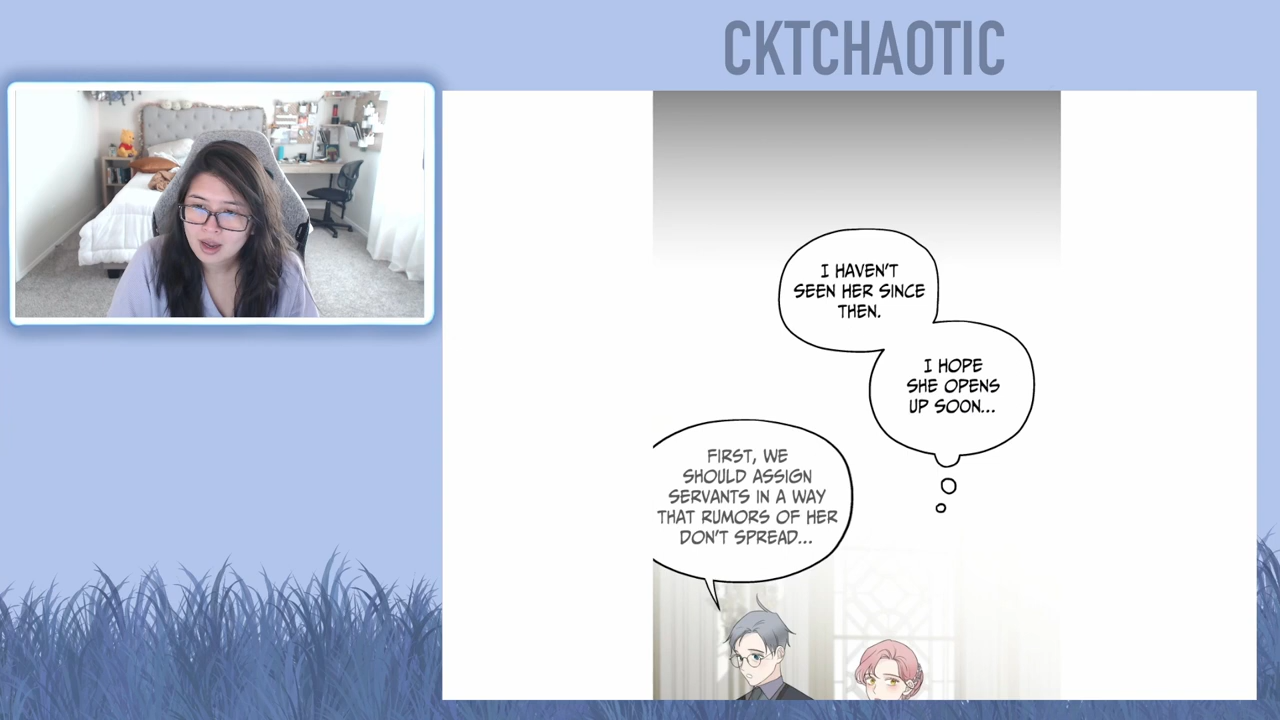 CKTCHAOTIC
I HAVEN'T
SEEN HER SINCE
THEN.
I HOPE
SHE OPENS
UP SOON...
FIRST, WE
SHOULD ASSIGN
SERVANTS IN A WAY
THAT RUMORS OF HER
DON'T SPREAD...